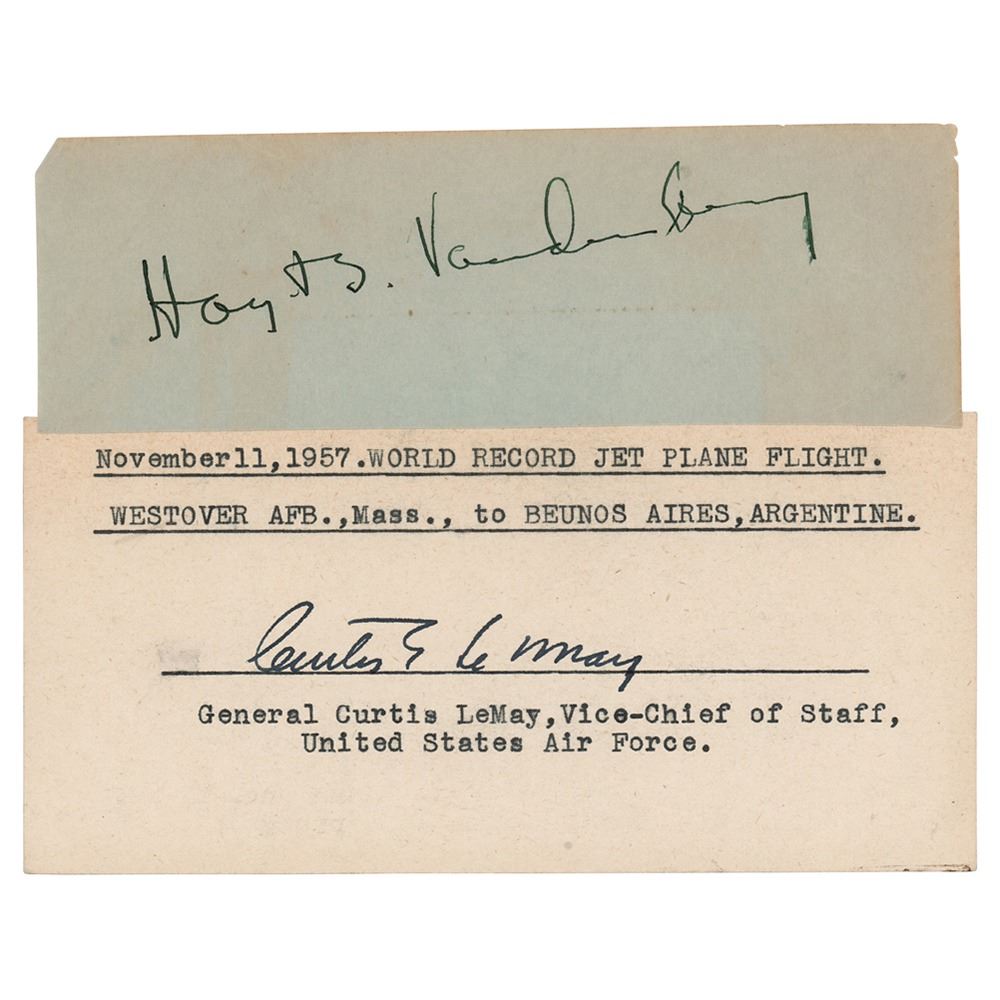 Hoyt S. Vandenberg
November11,1957.WORLD RECORD JET PLANE FLIGHT.
WESTOVER AFB.,Mass., to BEUNOS AIRES,ARGENTINE.
Curtis E LeMay
General Curtis LeMay,Vice-Chief of Staff,
United States Air Force.